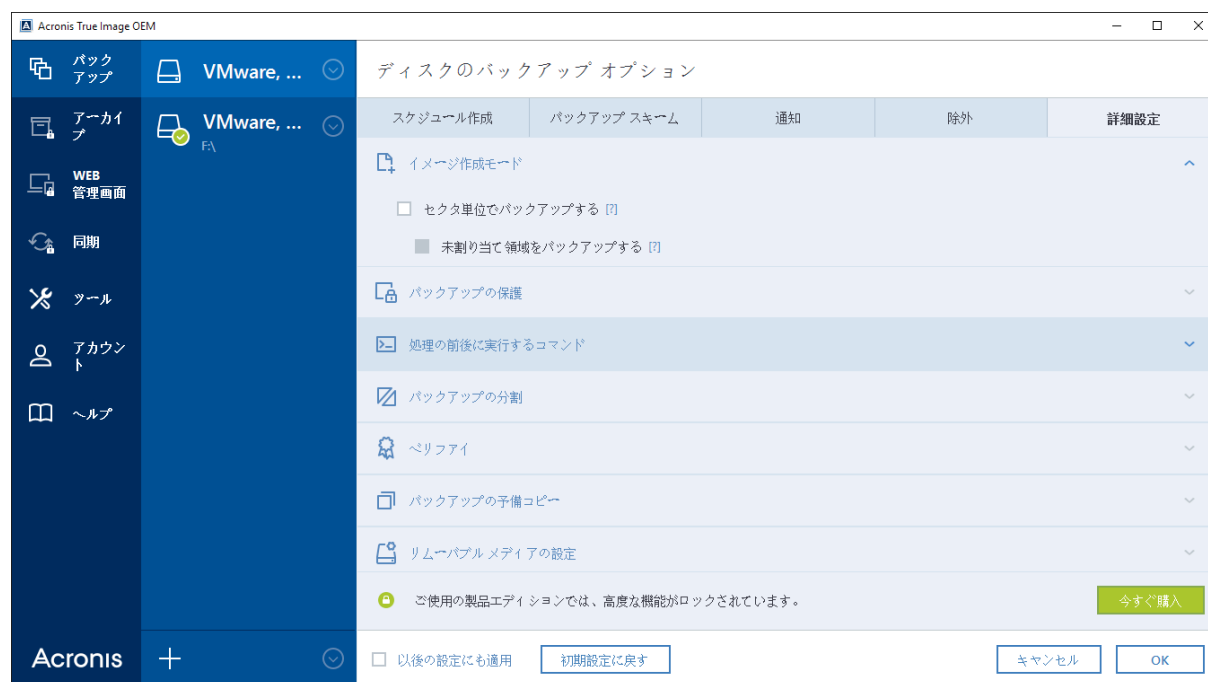 Acronis True Image OEM
バック
アップ
アーカイ
ブ
WEB
管理画面
同期
ツール
アカウン
ト
ヘルプ
Acronis
VMware, ...
VMware, ...
F:\
ディスクのバックアップ オプション
スケジュール作成
バックアップ スキーム
通知
除外
詳細設定
イメージ作成モード
セクタ単位でバックアップする [?]
未割り当て領域をバックアップする [?]
バックアップの保護
処理の前後に実行するコマンド
バックアップの分割
ベリファイ
バックアップの予備コピー
リムーバブル メディアの設定
ご使用の製品エディションでは、高度な機能がロックされています。
今すぐ購入
以後の設定にも適用
初期設定に戻す
キャンセル
OK